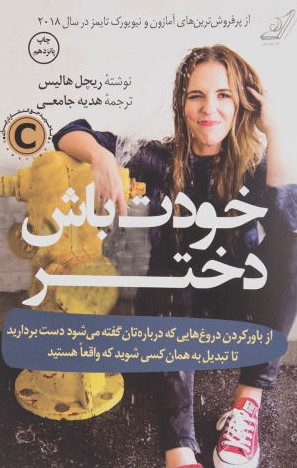 از پرفروش‌ترین‌های آمازون و نیویورک تایمز در سال ۲۰۱۸
چاپ
پانزدهم
نوشتهٔ ریچل هالیس
ترجمهٔ هدیه جامعی
C
خودت باش
دختر
از باور کردن دروغ‌هایی که درباره‌تان گفته می‌شود دست بردارید
تا تبدیل به همان کسی شوید که واقعاً هستید